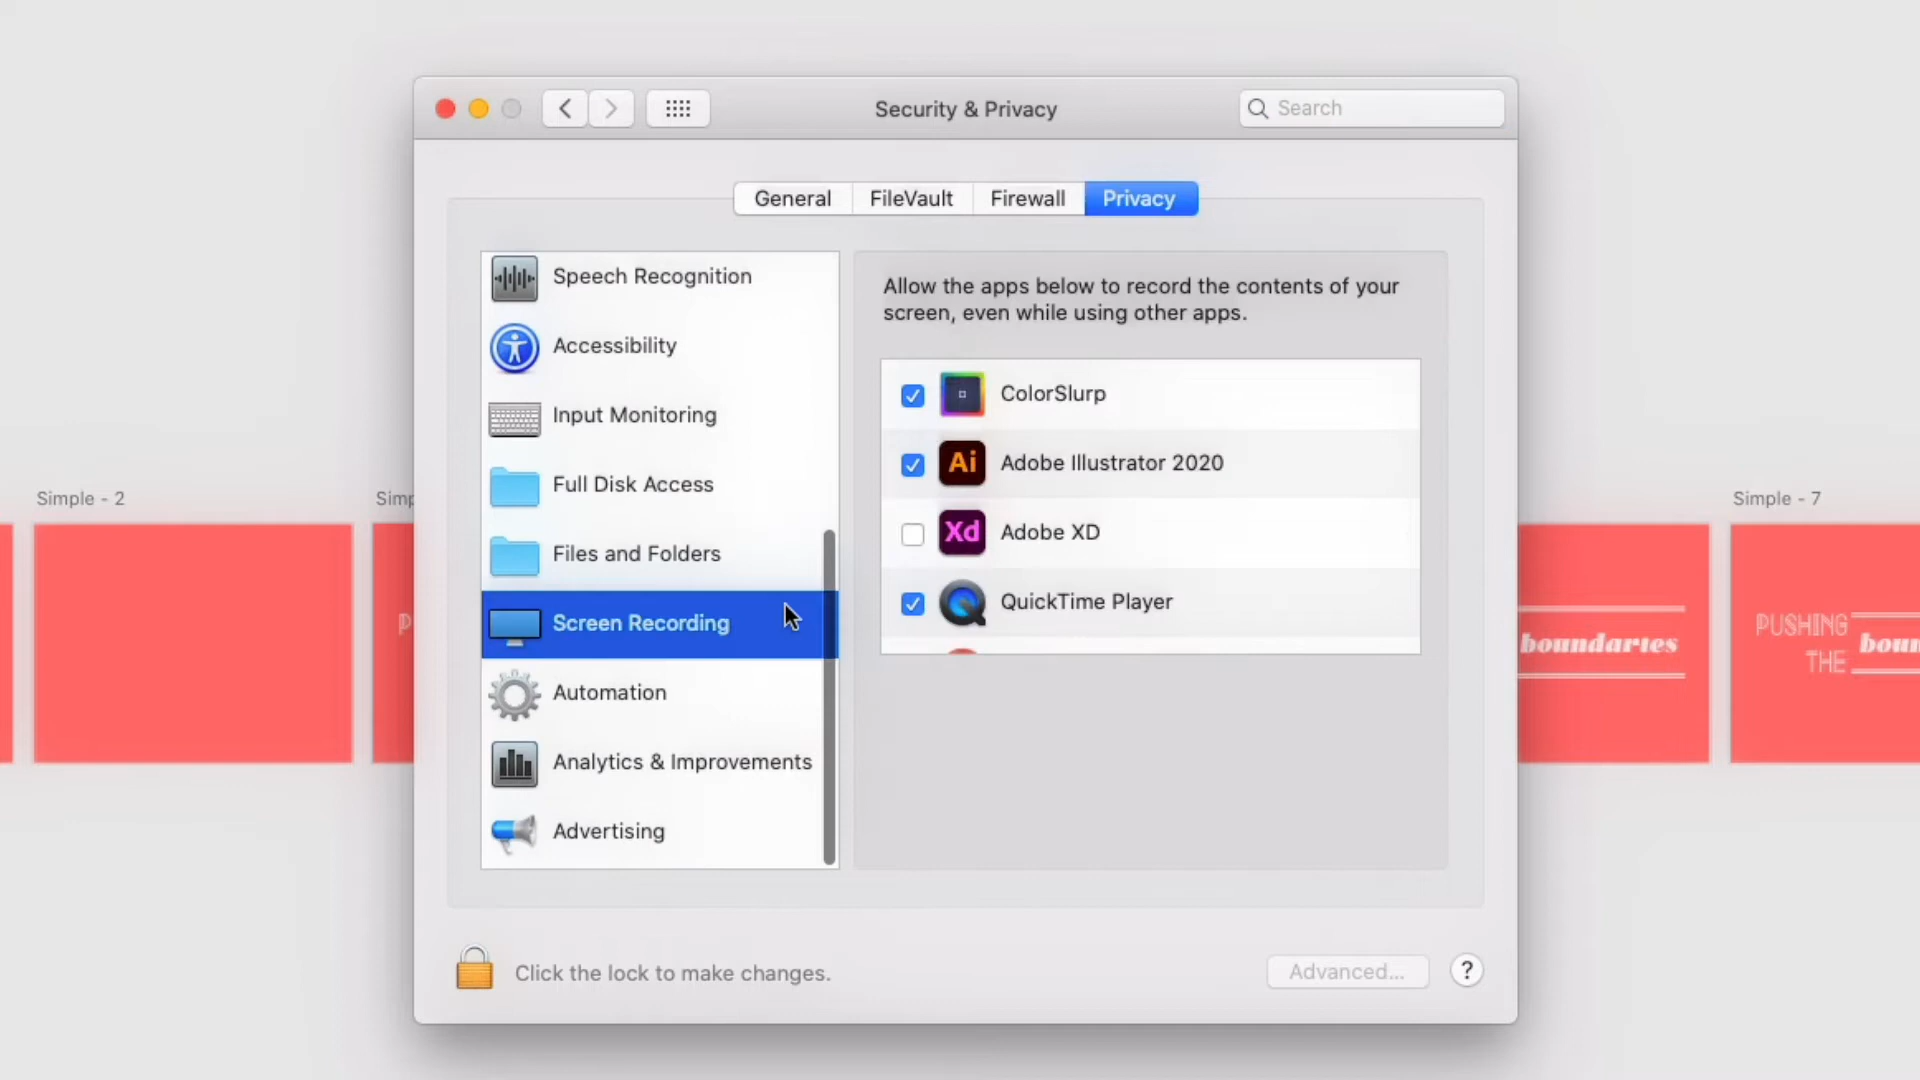 Security & Privacy
Search
General
FileVault
Firewall
Privacy
Speech Recognition
Accessibility
Input Monitoring
Full Disk Access
Files and Folders
Screen Recording
Automation
Analytics & Improvements
Advertising
Allow the apps below to record the contents of your
screen, even while using other apps.
ColorSlurp
Ai
Adobe Illustrator 2020
Xd
Adobe XD
QuickTime Player
Click the lock to make changes.
Advanced...
?
Simple - 2
Simp
boundaries
Simple - 7
PUSHING
THE
boun